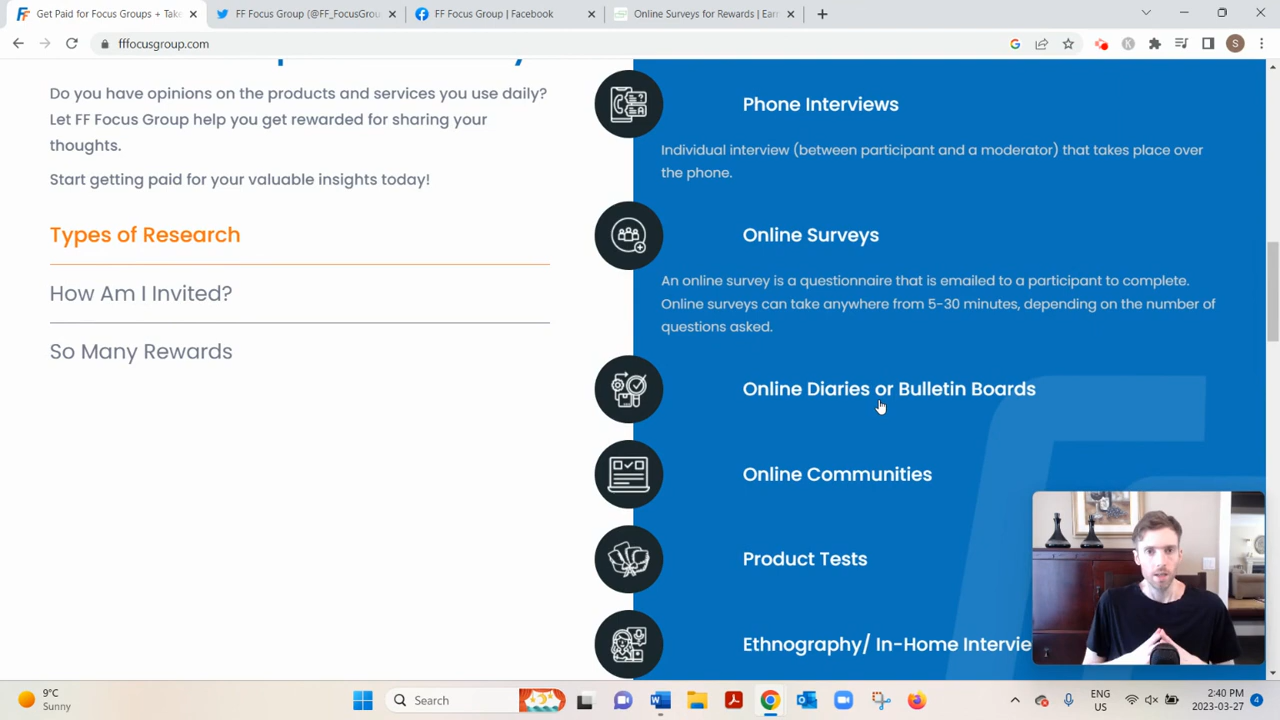 Get Paid for Focus Groups + Take
FF Focus Group (@FF_FocusGrou
FF Focus Group | Facebook
Online Surveys for Rewards | Earn
fffocusgroup.com
S
Do you have opinions on the products and services you use daily?
Let FF Focus Group help you get rewarded for sharing your
thoughts.
Start getting paid for your valuable insights today!
Types of Research
How Am I Invited?
So Many Rewards
Phone Interviews
Individual interview (between participant and a moderator) that takes place over
the phone.
Online Surveys
An online survey is a questionnaire that is emailed to a participant to complete.
Online surveys can take anywhere from 5-30 minutes, depending on the number of
questions asked.
Online Diaries or Bulletin Boards
Online Communities
Product Tests
Ethnography/ In-Home Intervie
9°C
Sunny
Search
ENG
US
2:40 PM
2023-03-27
4